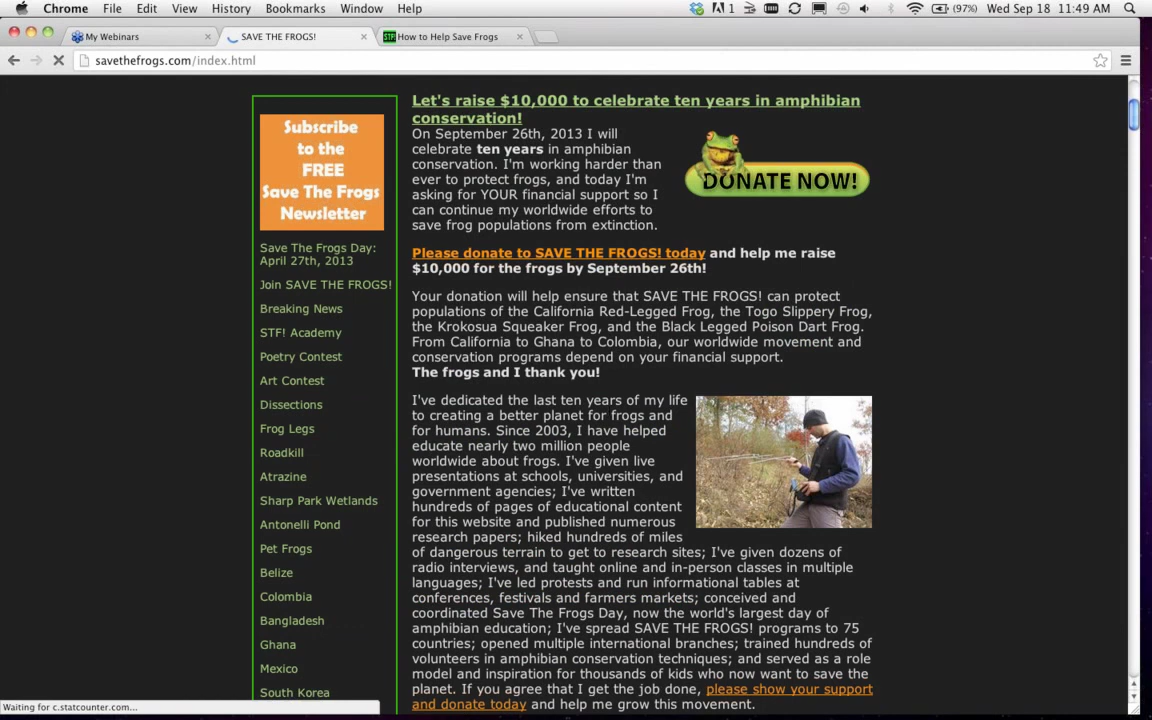 Chrome File Edit View History Bookmarks Window Help 1 (97%) Wed Sep 18 11:49 AM
My Webinars × SAVE THE FROGS! × STF! How to Help Save Frogs ×
savethefrogs.com/index.html
Subscribe
to the
FREE
Save The Frogs
Newsletter
Save The Frogs Day:
April 27th, 2013
Join SAVE THE FROGS!
Breaking News
STF! Academy
Poetry Contest
Art Contest
Dissections
Frog Legs
Roadkill
Atrazine
Sharp Park Wetlands
Antonelli Pond
Pet Frogs
Belize
Colombia
Bangladesh
Ghana
Mexico
South Korea
Let's raise $10,000 to celebrate ten years in amphibian
conservation!
On September 26th, 2013 I will
celebrate ten years in amphibian
conservation. I'm working harder than
ever to protect frogs, and today I'm
asking for YOUR financial support so I
can continue my worldwide efforts to
save frog populations from extinction.
DONATE NOW!
Please donate to SAVE THE FROGS! today and help me raise
$10,000 for the frogs by September 26th!
Your donation will help ensure that SAVE THE FROGS! can protect
populations of the California Red-Legged Frog, the Togo Slippery Frog,
the Krokosua Squeaker Frog, and the Black Legged Poison Dart Frog.
From California to Ghana to Colombia, our worldwide movement and
conservation programs depend on your financial support.
The frogs and I thank you!
I've dedicated the last ten years of my life
to creating a better planet for frogs and
for humans. Since 2003, I have helped
educate nearly two million people
worldwide about frogs. I've given live
presentations at schools, universities, and
government agencies; I've written
hundreds of pages of educational content
for this website and published numerous
research papers; hiked hundreds of miles
of dangerous terrain to get to research sites; I've given dozens of
radio interviews, and taught online and in-person classes in multiple
languages; I've led protests and run informational tables at
conferences, festivals and farmers markets; conceived and
coordinated Save The Frogs Day, now the world's largest day of
amphibian education; I've spread SAVE THE FROGS! programs to 75
countries; opened multiple international branches; trained hundreds of
volunteers in amphibian conservation techniques; and served as a role
model and inspiration for thousands of kids who now want to save the
planet. If you agree that I get the job done, please show your support
and donate today and help me grow this movement.
Waiting for c.statcounter.com...